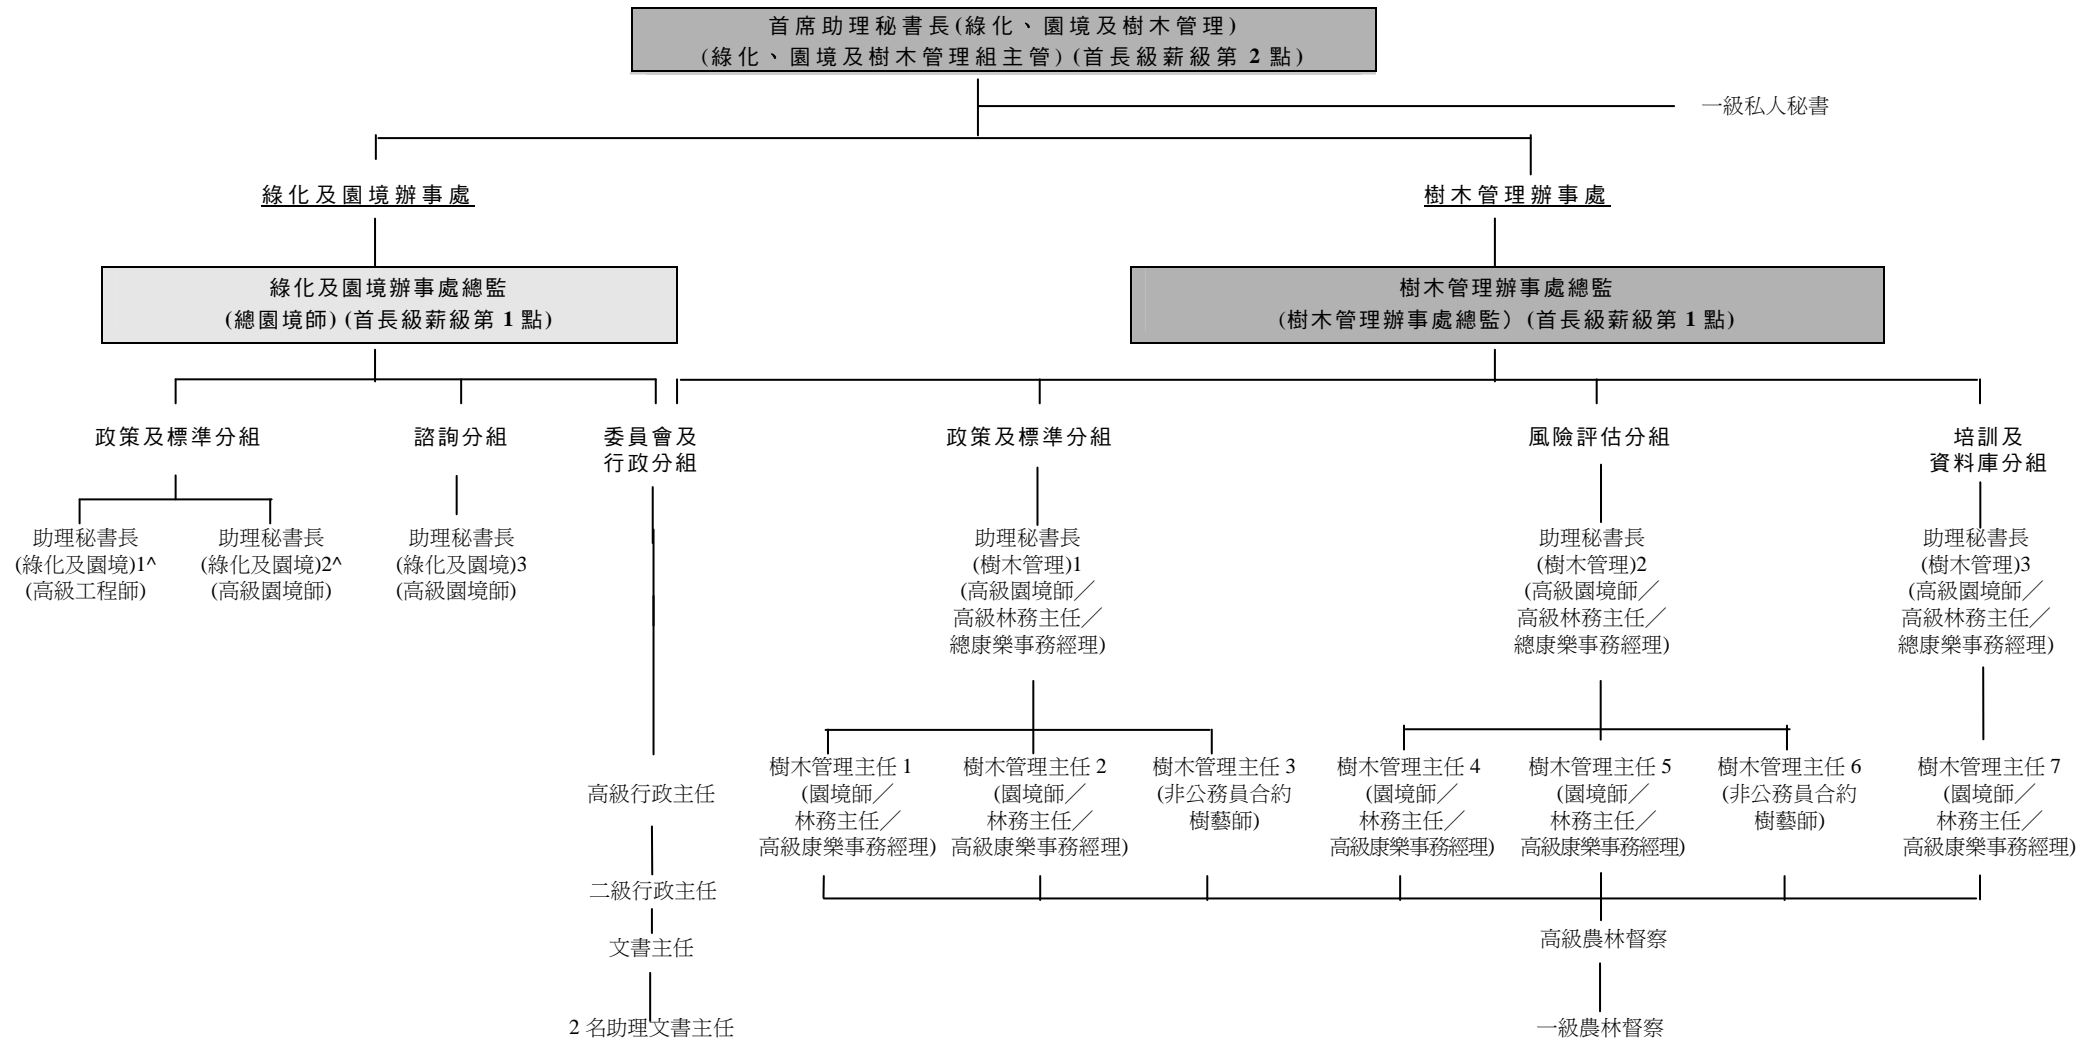 首席助理秘書長(綠化、園境及樹木管理)
(綠化、園境及樹木管理組主管) (首長級薪級第 2 點)
一級私人秘書
綠化及園境辦事處
樹木管理辦事處
綠化及園境辦事處總監
(總園境師) (首長級薪級第 1 點)
樹木管理辦事處總監
(樹木管理辦事處總監）(首長級薪級第 1 點)
政策及標準分組
諮詢分組
委員會及
行政分組
政策及標準分組
風險評估分組
培訓及
資料庫分組
助理秘書長
(綠化及園境)1^
(高級工程師)
助理秘書長
(綠化及園境)2^
(高級園境師)
助理秘書長
(綠化及園境)3
(高級園境師)
助理秘書長
(樹木管理)1
(高級園境師／
高級林務主任／
總康樂事務經理)
助理秘書長
(樹木管理)2
(高級園境師／
高級林務主任／
總康樂事務經理)
助理秘書長
(樹木管理)3
(高級園境師／
高級林務主任／
總康樂事務經理)
高級行政主任
樹木管理主任 1
(園境師／
林務主任／
高級康樂事務經理)
樹木管理主任 2
(園境師／
林務主任／
高級康樂事務經理)
樹木管理主任 3
(非公務員合約
樹藝師)
樹木管理主任 4
(園境師／
林務主任／
高級康樂事務經理)
樹木管理主任 5
(園境師／
林務主任／
高級康樂事務經理)
樹木管理主任 6
(非公務員合約
樹藝師)
樹木管理主任 7
(園境師／
林務主任／
高級康樂事務經理)
二級行政主任
文書主任
2 名助理文書主任
高級農林督察
一級農林督察